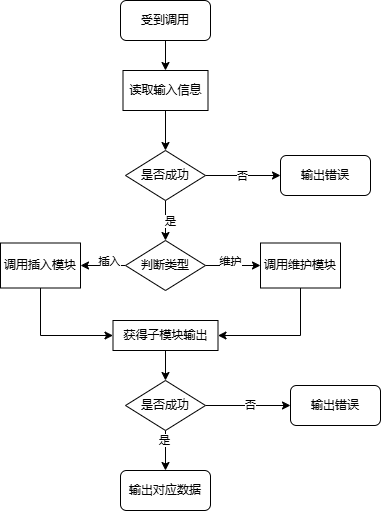 受到调用
读取输入信息
是否成功
否
输出错误
是
调用插入模块
插入
判断类型
维护
调用维护模块
获得子模块输出
是否成功
否
输出错误
是
输出对应数据